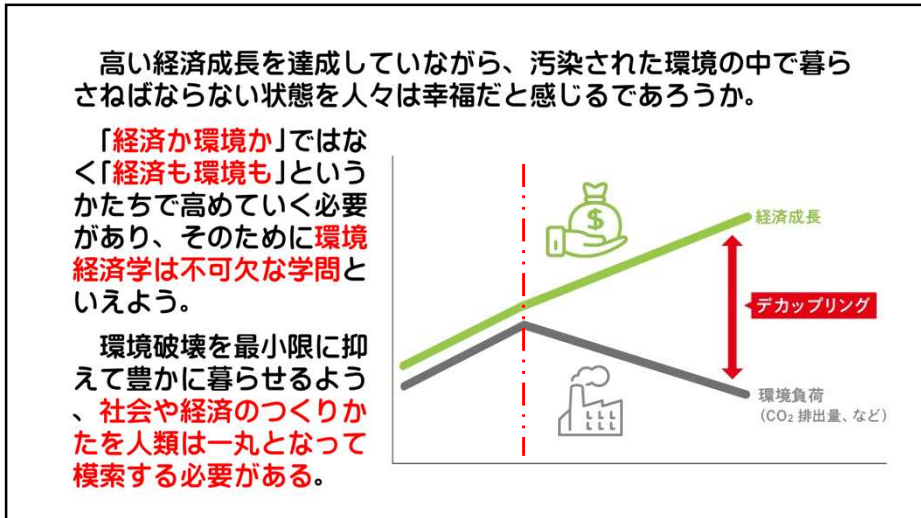 高い経済成長を達成していながら、汚染された環境の中で暮ら
さねばならない状態を人々は幸福だと感じるであろうか。
「経済か環境か」ではな
く「経済も環境も」という
かたちで高めていく必要
があり、そのために環境
経済学は不可欠な学問と
いえよう。
環境破壊を最小限に抑
えて豊かに暮らせるよう
、社会や経済のつくりか
たを人類は一丸となって
模索する必要がある。
$
経済成長
デカップリング
環境負荷
(CO₂ 排出量、など)